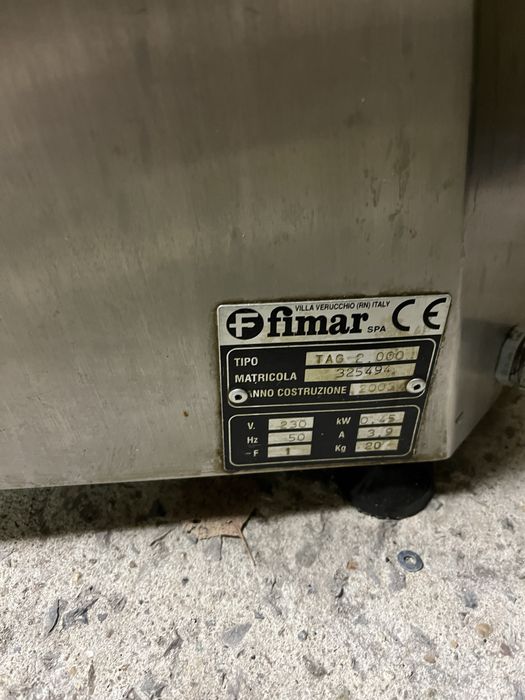 VILLA VERUCCHIO (RN) ITALY
fimar SPA CE
TIPO TAG 2.000
MATRICOLA 325494
ANNO COSTRUZIONE
V. 230 kW 0.45
Hz 50 A 3,9
~F 1 Kg 20